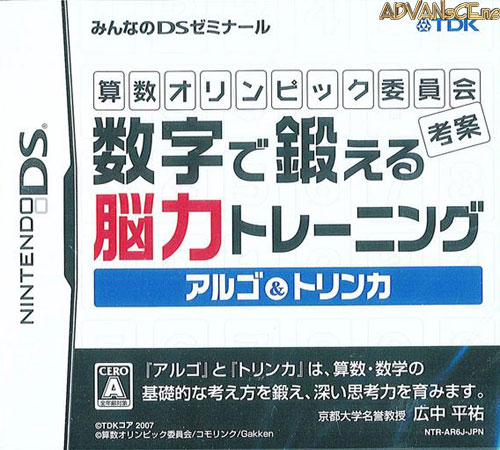 ADVANSCE.ne
みんなのDSゼミナール
TDK
算数オリンピック委員会
考案
数字で鍛える
脳力トレーニング
アルゴ&トリンカ
NINTENDO DS
CERO
A
全年齢対象
『アルゴ』と『トリンカ』は、算数・数学の
基礎的な考え方を鍛え、深い思考力を育みます。
京都大学名誉教授 広中 平祐
©TDKコア 2007
©算数オリンピック委員会/コモリンク/Gakken
NTR-AR6J-JPN